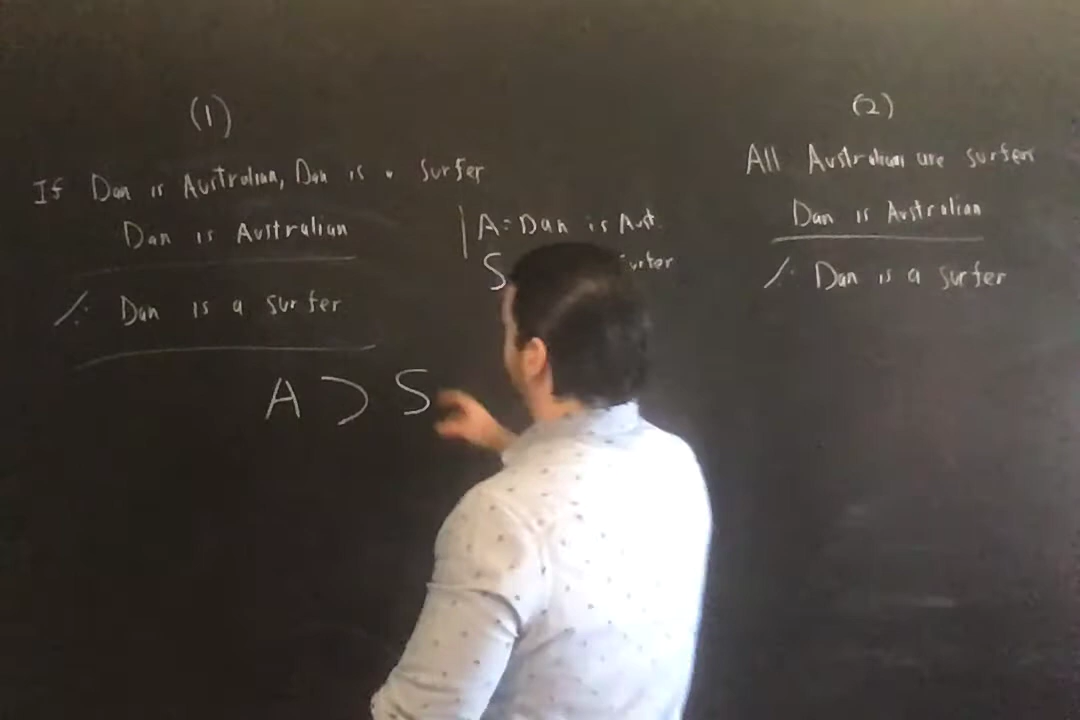 (1)
If Dan is Australian, Dan is a surfer
Dan is Australian
/∴ Dan is a surfer
A ⊃ S
A = Dan is Aust.
S surfer
(2)
All Australians are surfers
Dan is Australian
/∴ Dan is a surfer